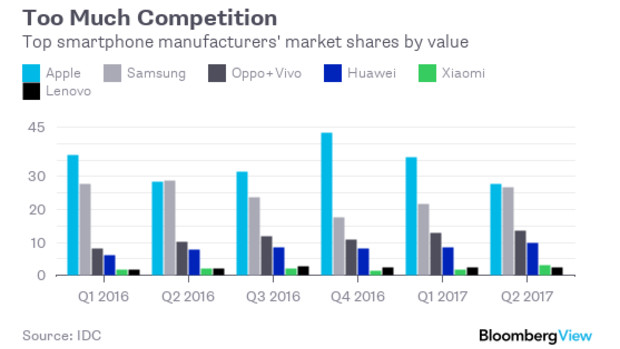 Too Much Competition
Top smartphone manufacturers' market shares by value
Apple Samsung Oppo+Vivo Huawei Xiaomi
Lenovo
45
30
20
10
0
Q1 2016 Q2 2016 Q3 2016 Q4 2016 Q1 2017 Q2 2017
Source: IDC BloombergView